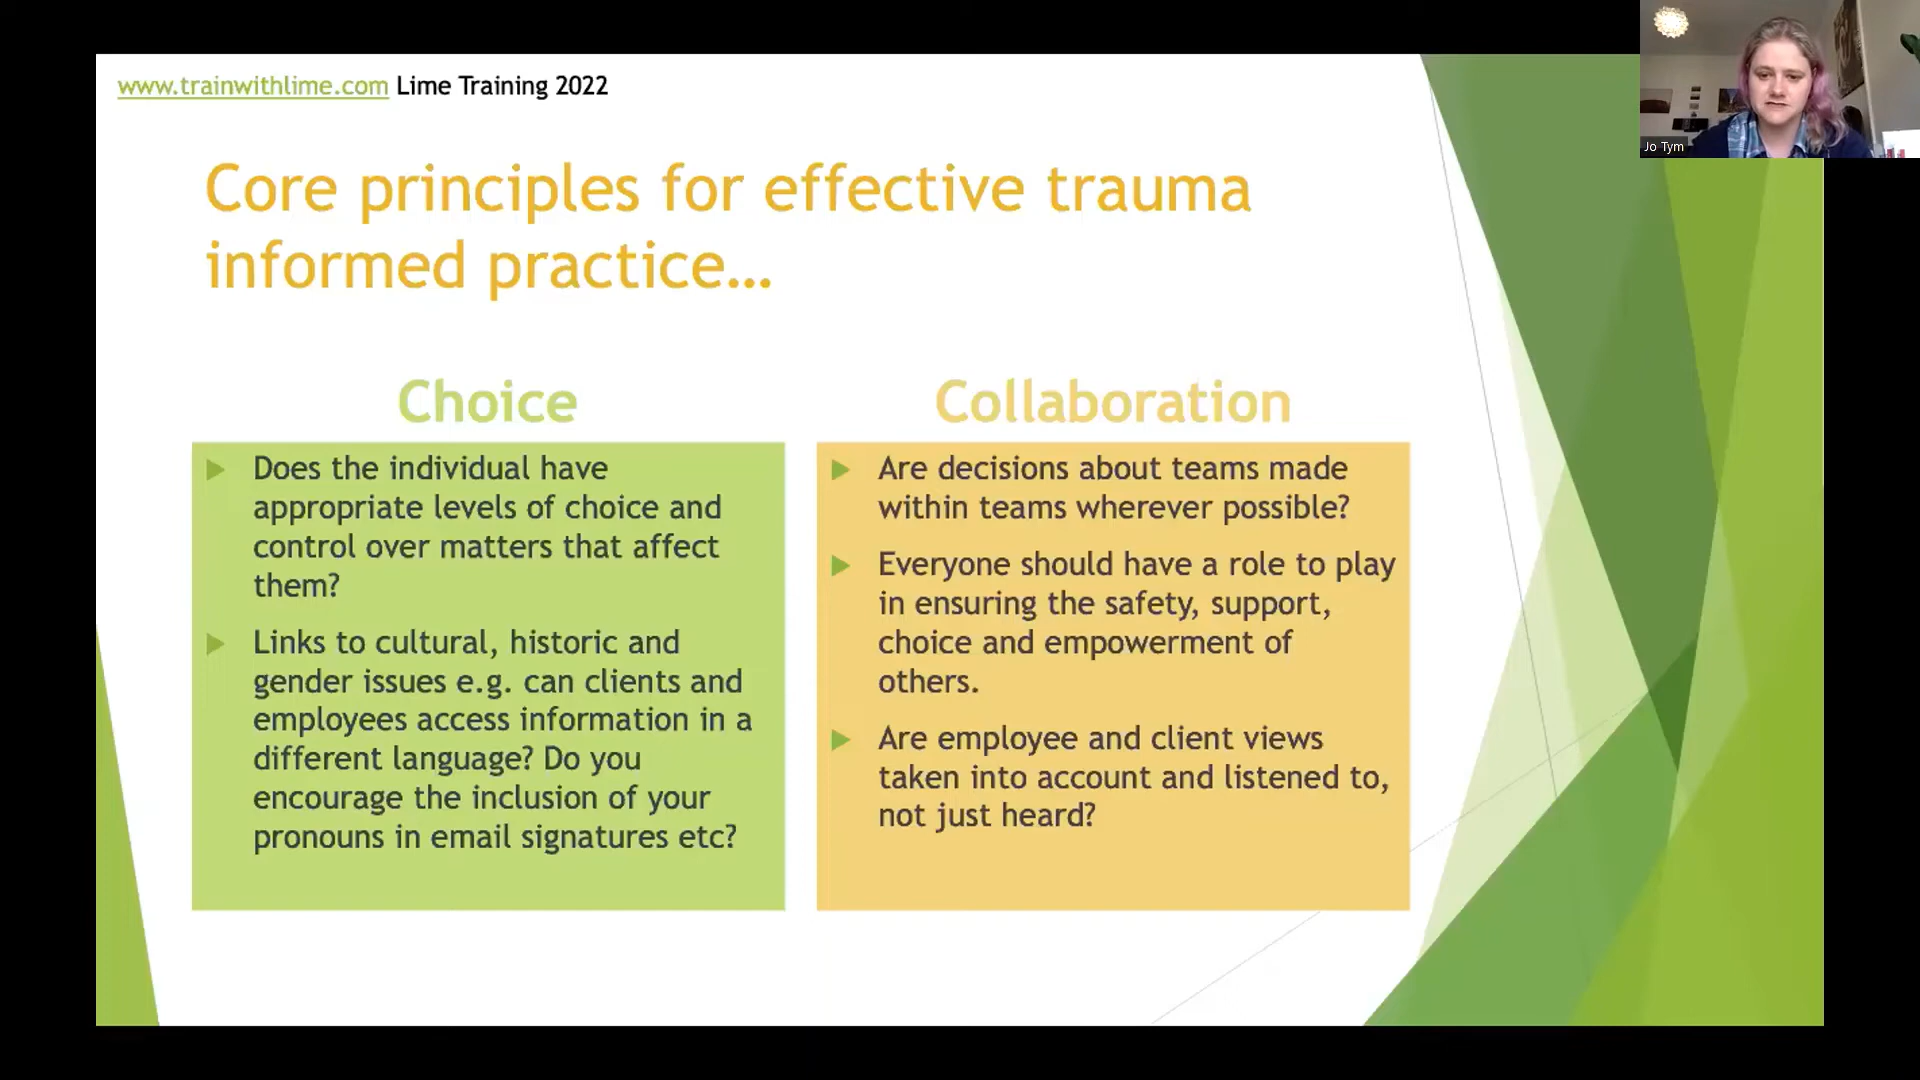 www.trainwithlime.com Lime Training 2022
Jo Tym
Core principles for effective trauma
informed practice...
Choice
Does the individual have
appropriate levels of choice and
control over matters that affect
them?
Links to cultural, historic and
gender issues e.g. can clients and
employees access information in a
different language? Do you
encourage the inclusion of your
pronouns in email signatures etc?
Collaboration
Are decisions about teams made
within teams wherever possible?
Everyone should have a role to play
in ensuring the safety, support,
choice and empowerment of
others.
Are employee and client views
taken into account and listened to,
not just heard?